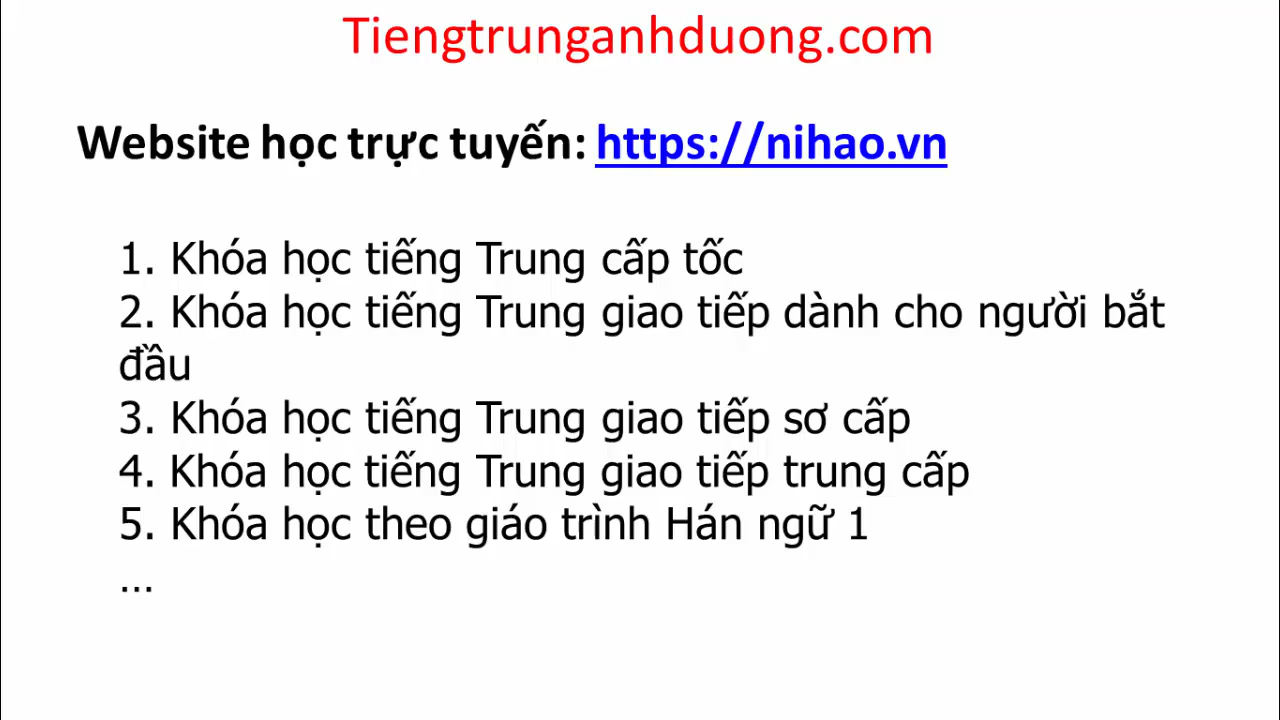 Tiengtrunganhduong.com
Website học trực tuyến: https://nihao.vn
1. Khóa học tiếng Trung cấp tốc
2. Khóa học tiếng Trung giao tiếp dành cho người bắt
đầu
3. Khóa học tiếng Trung giao tiếp sơ cấp
4. Khóa học tiếng Trung giao tiếp trung cấp
5. Khóa học theo giáo trình Hán ngữ 1
...